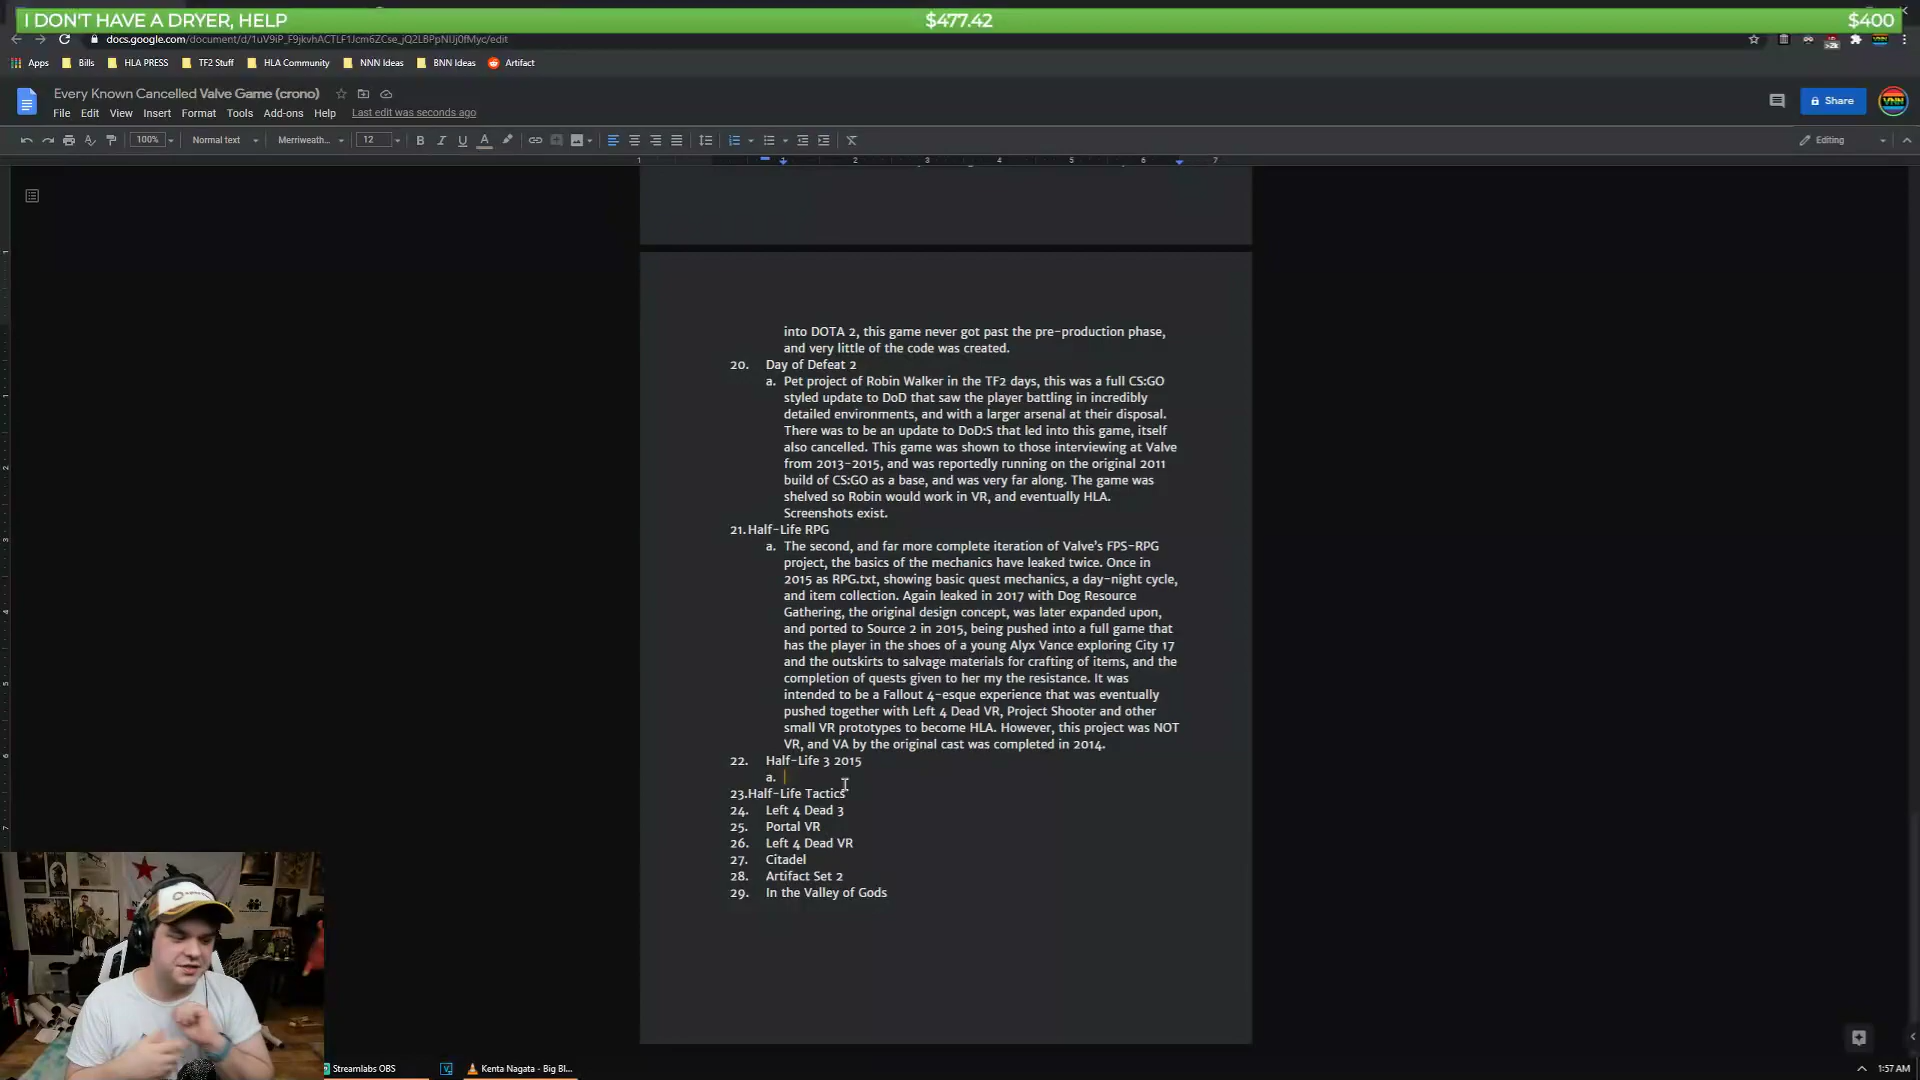 I DON'T HAVE A DRYER, HELP
$477.42
$400
docs.google.com/document/d/1uV9iP_F9jkvhACTLF1Jcm6ZCse_jQ2LBPpNIJj0fMyc/edit
Apps
Bills
HLA PRESS
TF2 Stuff
HLA Community
NNN Ideas
BNN Ideas
Artifact
Every Known Cancelled Valve Game (crono)
File Edit View Insert Format Tools Add-ons Help Last edit was seconds ago
Share
VNN
100% Normal text Merriweath... 12
Editing
1 1 2 3 4 5 6 7
into DOTA 2, this game never got past the pre-production phase,
and very little of the code was created.
20. Day of Defeat 2
a. Pet project of Robin Walker in the TF2 days, this was a full CS:GO
styled update to DoD that saw the player battling in incredibly
detailed environments, and with a larger arsenal at their disposal.
There was to be an update to DoD:S that led into this game, itself
also cancelled. This game was shown to those interviewing at Valve
from 2013-2015, and was reportedly running on the original 2011
build of CS:GO as a base, and was very far along. The game was
shelved so Robin would work in VR, and eventually HLA.
Screenshots exist.
21. Half-Life RPG
a. The second, and far more complete iteration of Valve's FPS-RPG
project, the basics of the mechanics have leaked twice. Once in
2015 as RPG.txt, showing basic quest mechanics, a day-night cycle,
and item collection. Again leaked in 2017 with Dog Resource
Gathering, the original design concept, was later expanded upon,
and ported to Source 2 in 2015, being pushed into a full game that
has the player in the shoes of a young Alyx Vance exploring City 17
and the outskirts to salvage materials for crafting of items, and the
completion of quests given to her my the resistance. It was
intended to be a Fallout 4-esque experience that was eventually
pushed together with Left 4 Dead VR, Project Shooter and other
small VR prototypes to become HLA. However, this project was NOT
VR, and VA by the original cast was completed in 2014.
22. Half-Life 3 2015
a.
23. Half-Life Tactics
24. Left 4 Dead 3
25. Portal VR
26. Left 4 Dead VR
27. Citadel
28. Artifact Set 2
29. In the Valley of Gods
Streamlabs OBS
Kenta Nagata - Big Bl...
1:57 AM